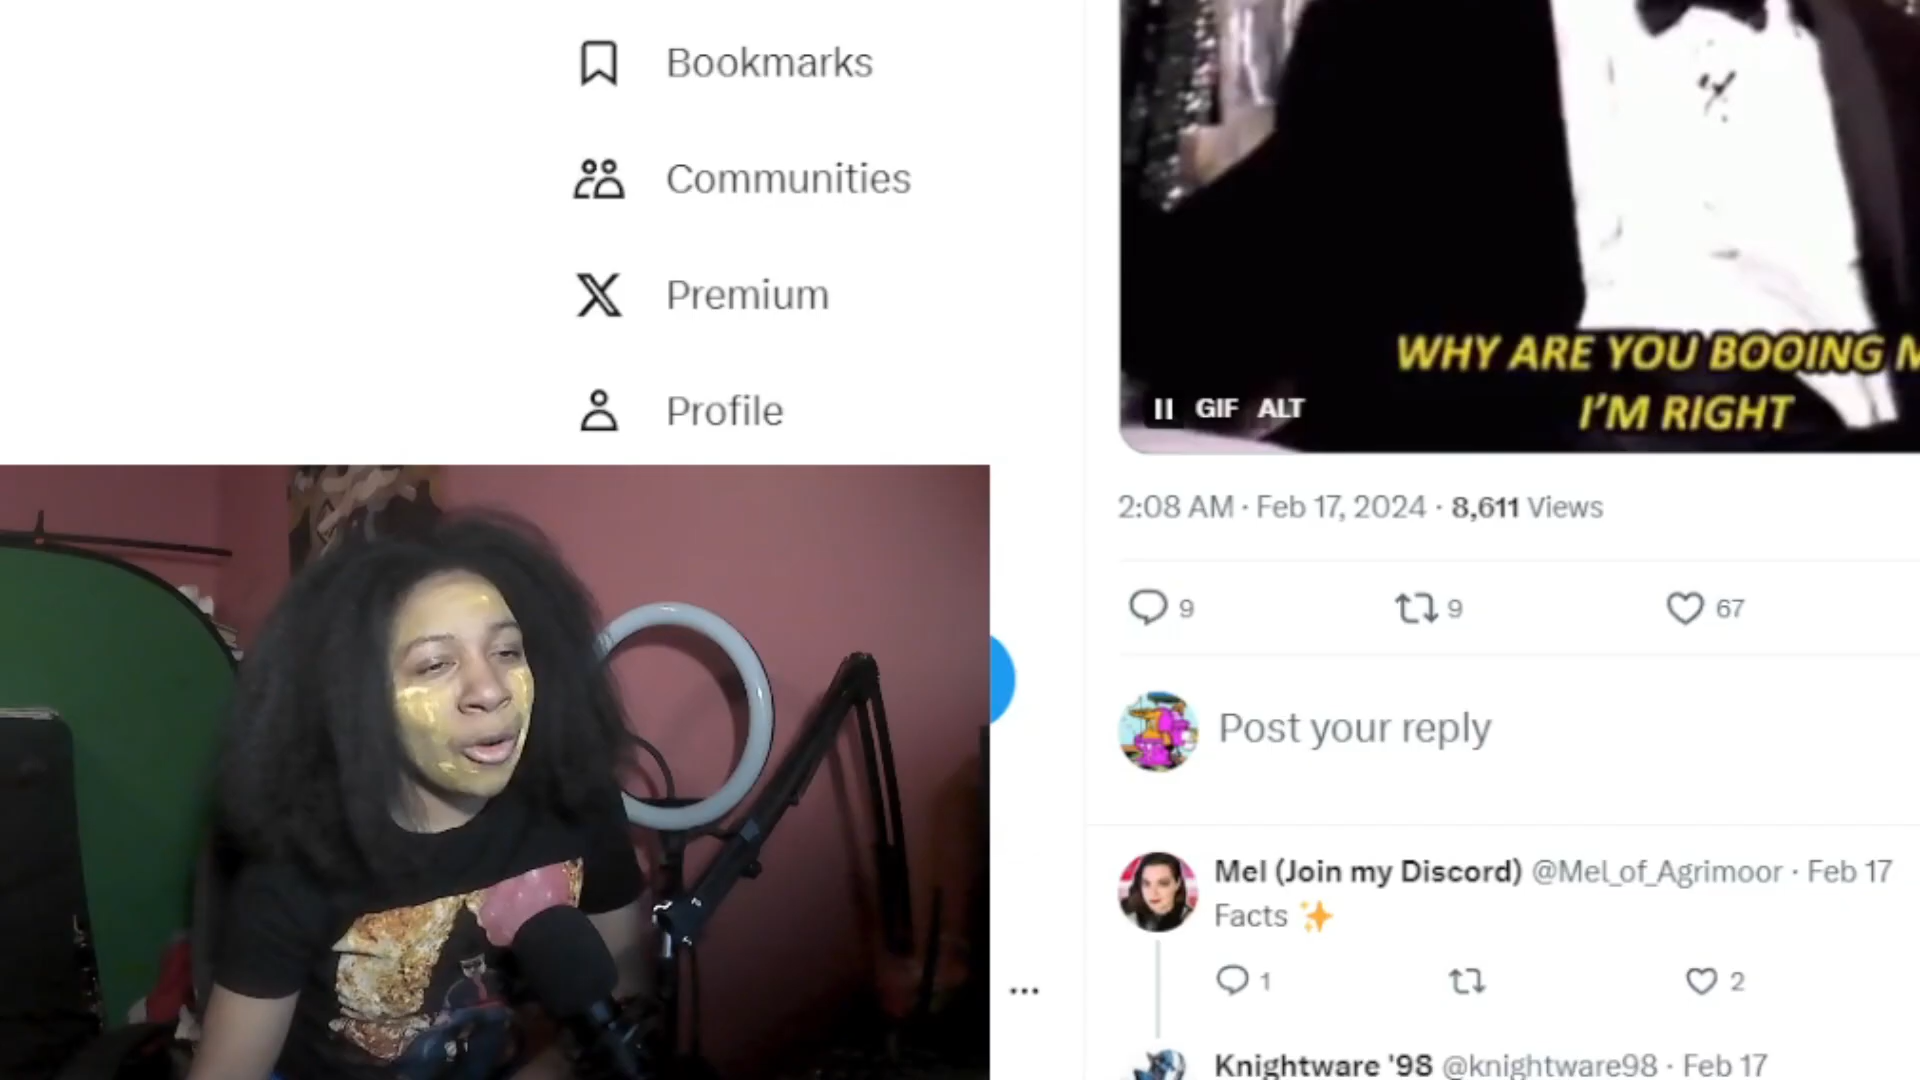 Bookmarks
Communities
Premium
Profile
WHY ARE YOU BOOING
I'M RIGHT
GIF ALT
2:08 AM · Feb 17, 2024 · 8,611 Views
9 9 67
Post your reply
Mel (Join my Discord) @Mel_of_Agrimoor · Feb 17
Facts ✨
1 2
Knightware '98 @knightware98 · Feb 17